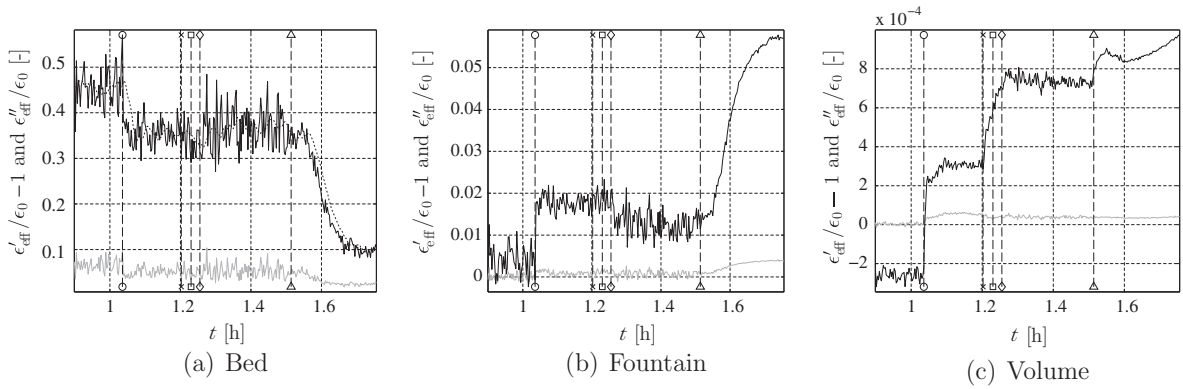 ϵ′eff/ϵ0−1 and ϵ″eff/ϵ0 [-]
0.5
0.4
0.3
0.2
0.1
1
1.2
1.4
1.6
t [h]
(a) Bed
ϵ′eff/ϵ0−1 and ϵ″eff/ϵ0 [-]
0.05
0.04
0.03
0.02
0.01
0
1
1.2
1.4
1.6
t [h]
(b) Fountain
x 10⁻⁴
ϵ′eff/ϵ0− 1 and ϵ″eff/ϵ0 [-]
8
6
4
2
0
−2
1
1.2
1.4
1.6
t [h]
(c) Volume